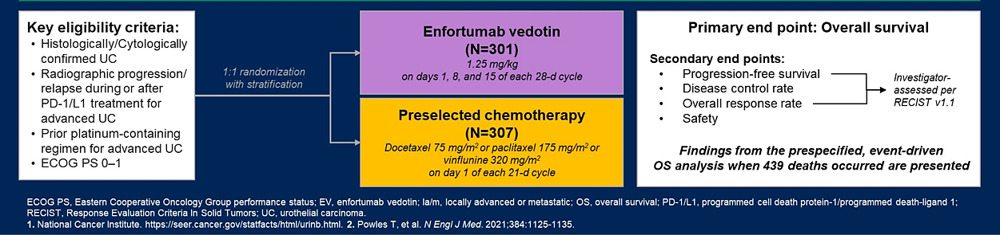 Key eligibility criteria:
• Histologically/Cytologically
confirmed UC
• Radiographic progression/
relapse during or after
PD-1/L1 treatment for
advanced UC
• Prior platinum-containing
regimen for advanced UC
• ECOG PS 0–1
1:1 randomization
with stratification
Enfortumab vedotin
(N=301)
1.25 mg/kg
on days 1, 8, and 15 of each 28-d cycle
Preselected chemotherapy
(N=307)
Docetaxel 75 mg/m² or paclitaxel 175 mg/m² or
vinflunine 320 mg/m²
on day 1 of each 21-d cycle
Primary end point: Overall survival
Secondary end points:
• Progression-free survival
• Disease control rate
• Overall response rate
• Safety
Investigator-
assessed per
RECIST v1.1
Findings from the prespecified, event-driven
OS analysis when 439 deaths occurred are presented
ECOG PS, Eastern Cooperative Oncology Group performance status; EV, enfortumab vedotin; la/m, locally advanced or metastatic; OS, overall survival; PD-1/L1, programmed cell death protein-1/programmed death-ligand 1;
RECIST, Response Evaluation Criteria In Solid Tumors; UC, urothelial carcinoma.
1. National Cancer Institute. https://seer.cancer.gov/statfacts/html/urinb.html. 2. Powles T, et al. N Engl J Med. 2021;384:1125-1135.